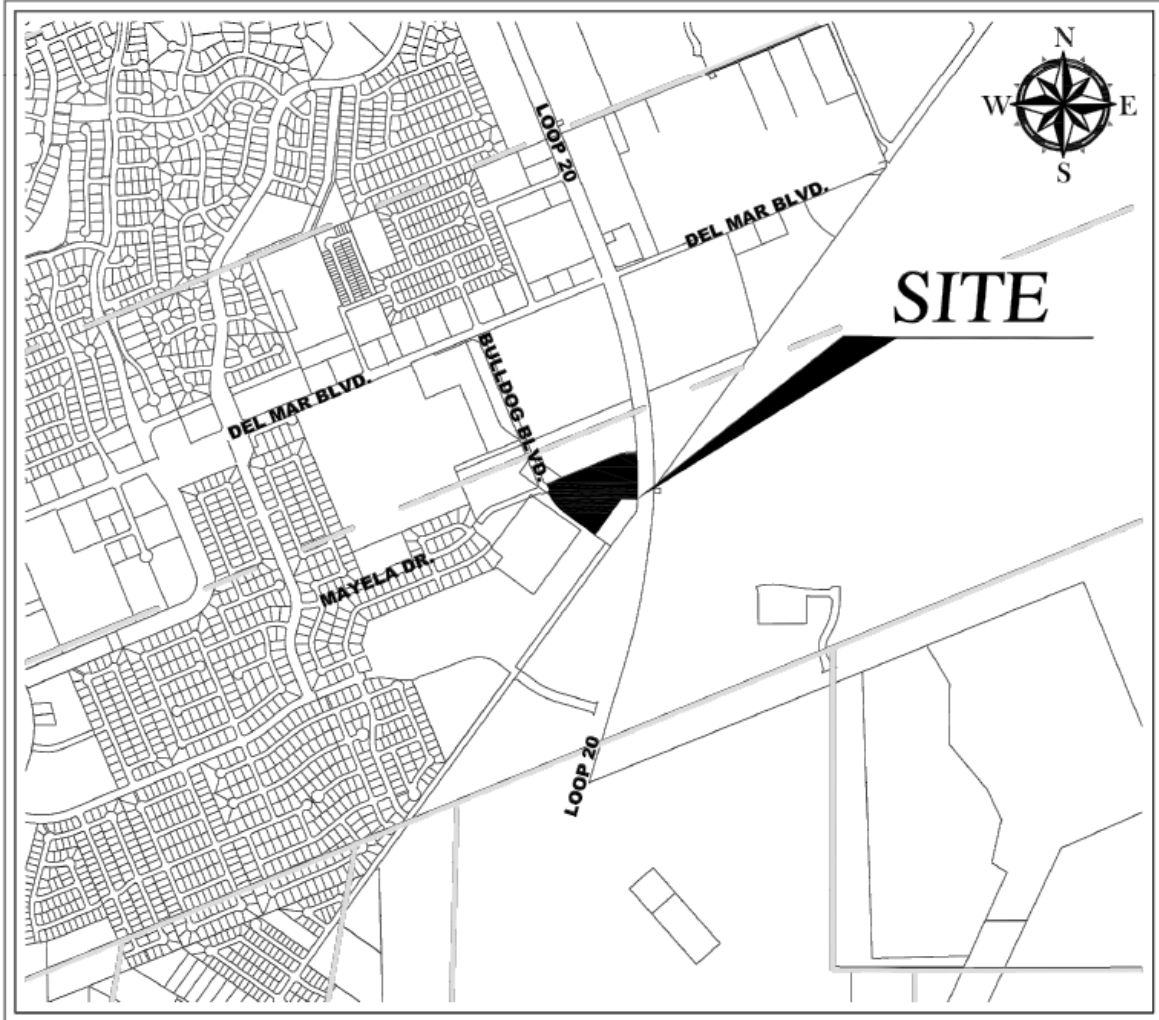 N
W
E
S
LOOP 20
DEL MAR BLVD.
SITE
BULLDOG BLVD.
DEL MAR BLVD.
MAYELA DR.
LOOP 20